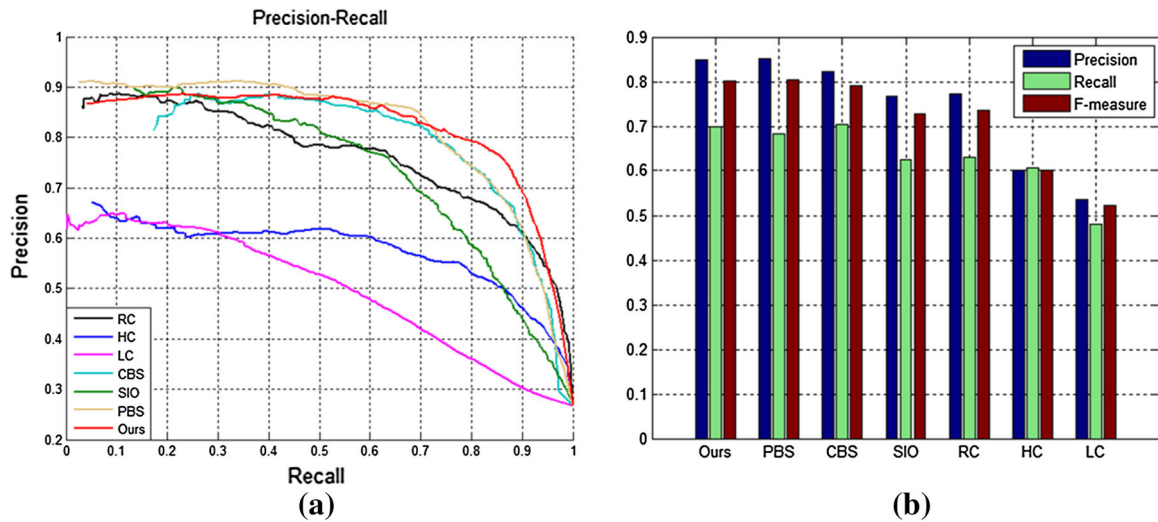 Precision-Recall
1
0.9
0.8
0.7
0.6
0.5
0.4
0.3
0.2
Precision
RC
HC
LC
CBS
SIO
PBS
Ours
0 0.1 0.2 0.3 0.4 0.5 0.6 0.7 0.8 0.9 1
Recall
(a)
0.9
0.8
0.7
0.6
0.5
0.4
0.3
0.2
0.1
0
Precision
Recall
F-measure
Ours PBS CBS SIO RC HC LC
(b)